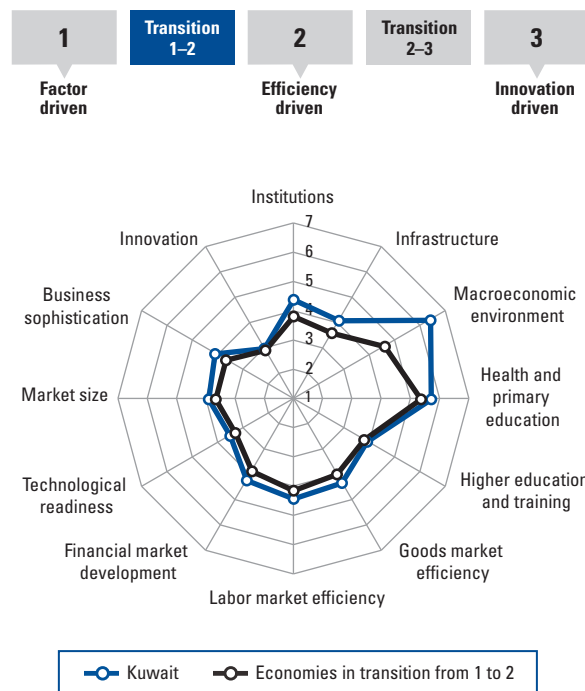 1
Transition
1–2
2
Transition
2–3
3
Factor
driven
Efficiency
driven
Innovation
driven
Institutions
7
6
5
4
3
2
1
Infrastructure
Macroeconomic
environment
Health and
primary
education
Higher education
and training
Goods market
efficiency
Labor market efficiency
Financial market
development
Technological
readiness
Market size
Business
sophistication
Innovation
Kuwait
Economies in transition from 1 to 2